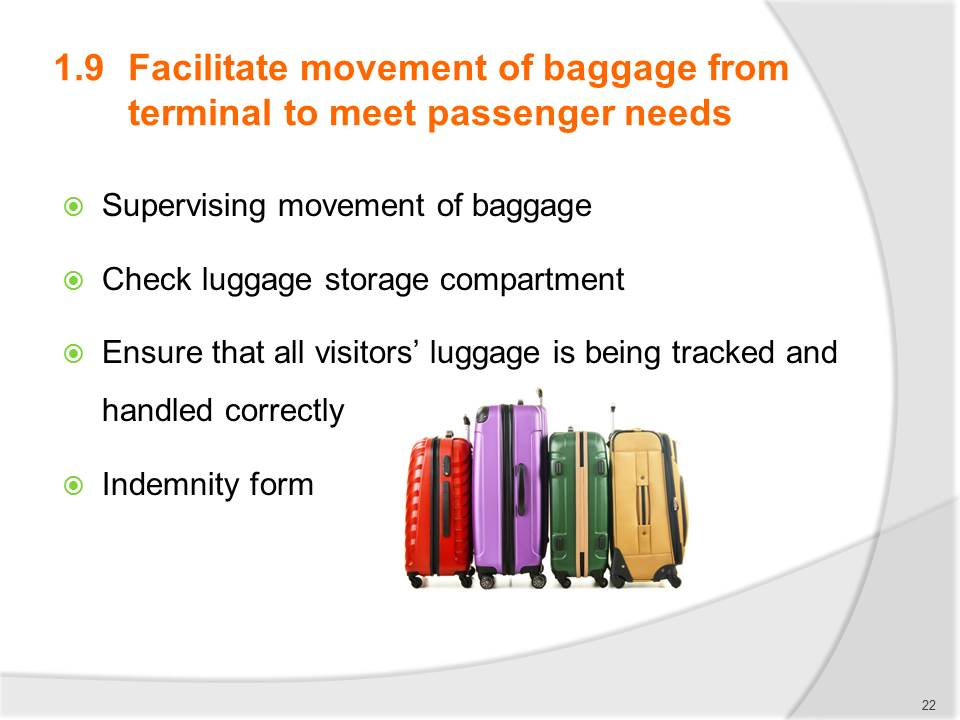 1.9 Facilitate movement of baggage from
terminal to meet passenger needs
Supervising movement of baggage
Check luggage storage compartment
Ensure that all visitors’ luggage is being tracked and
handled correctly
Indemnity form
22